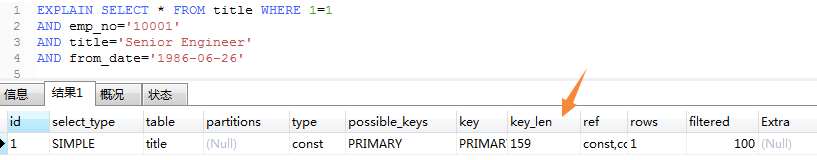 1 EXPLAIN SELECT * FROM title WHERE 1=1
2 AND emp_no='10001'
3 AND title='Senior Engineer'
4 AND from_date='1986-06-26'
5
信息 结果1 概况 状态
id select_type table partitions type possible_keys key key_len ref rows filtered Extra
1 SIMPLE title (Null) const PRIMARY PRIMAR 159 const,cc 1 100 (Null)